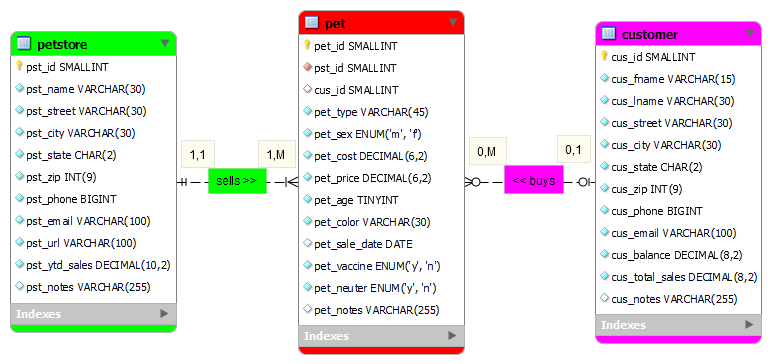 petstore
pst_id SMALLINT
pst_name VARCHAR(30)
pst_street VARCHAR(30)
pst_city VARCHAR(30)
pst_state CHAR(2)
pst_zip INT(9)
pst_phone BIGINT
pst_email VARCHAR(100)
pst_url VARCHAR(100)
pst_ytd_sales DECIMAL(10,2)
pst_notes VARCHAR(255)
Indexes
1,1
sells >>
1,M
pet
pet_id SMALLINT
pst_id SMALLINT
cus_id SMALLINT
pet_type VARCHAR(45)
pet_sex ENUM('m', 'f')
pet_cost DECIMAL(6,2)
pet_price DECIMAL(6,2)
pet_age TINYINT
pet_color VARCHAR(30)
pet_sale_date DATE
pet_vaccine ENUM('y', 'n')
pet_neuter ENUM('y', 'n')
pet_notes VARCHAR(255)
Indexes
0,M
<< buys
0,1
customer
cus_id SMALLINT
cus_fname VARCHAR(15)
cus_lname VARCHAR(30)
cus_street VARCHAR(30)
cus_city VARCHAR(30)
cus_state CHAR(2)
cus_zip INT(9)
cus_phone BIGINT
cus_email VARCHAR(100)
cus_balance DECIMAL(8,2)
cus_total_sales DECIMAL(8,2)
cus_notes VARCHAR(255)
Indexes